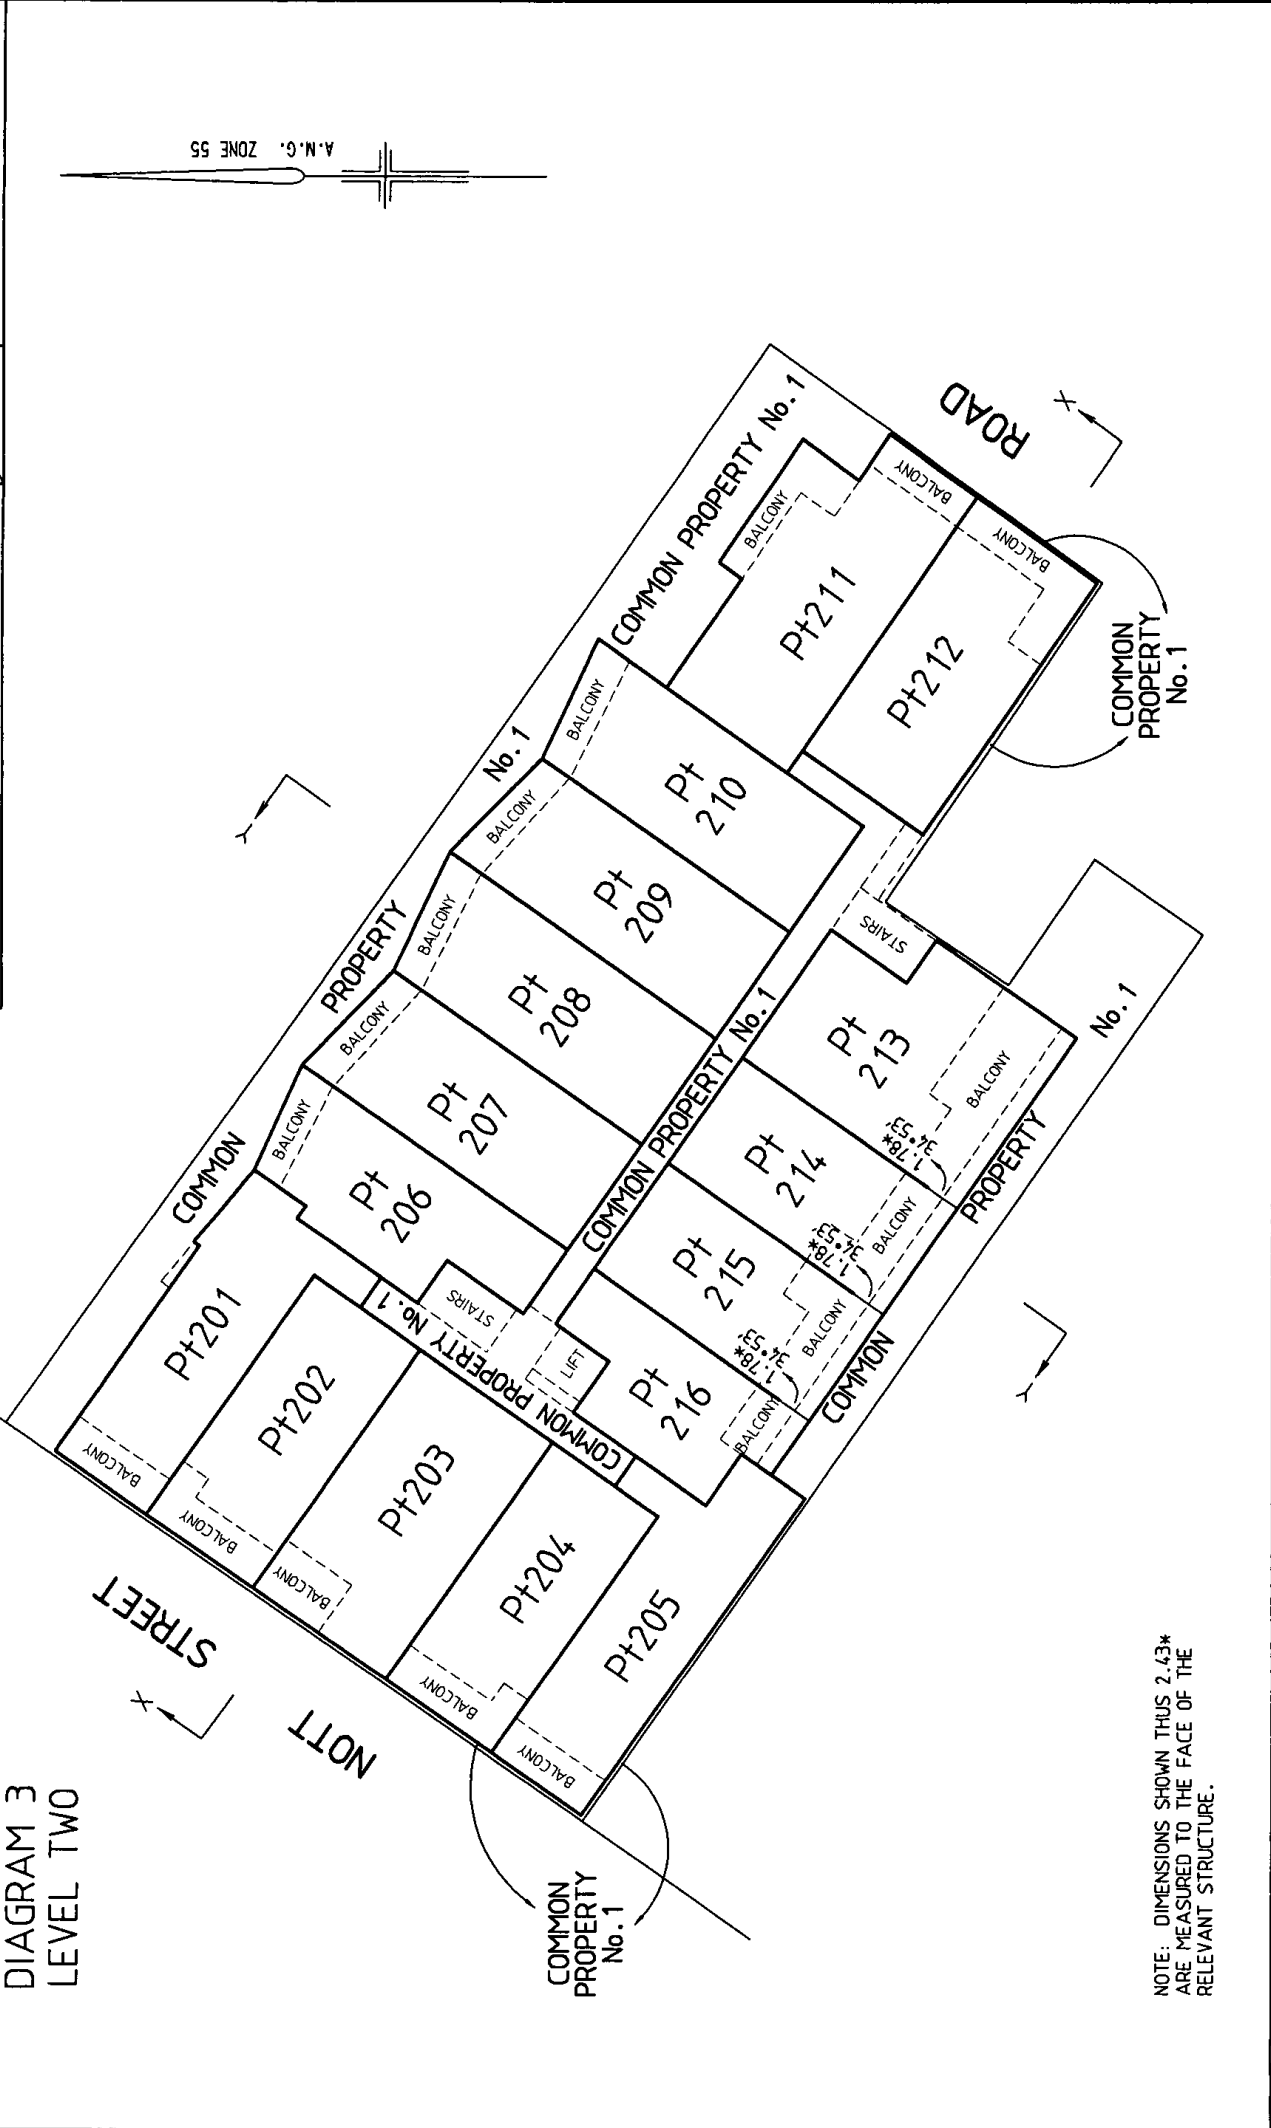 DIAGRAM 3
LEVEL TWO
A.N.G. ZONE 55
NOTT
STREET
ROAD
X
X
Y
Y
COMMON
PROPERTY
No.1
COMMON PROPERTY No.1
COMMON PROPERTY No.1
COMMON PROPERTY No.1
COMMON
PROPERTY
No.1
COMMON
PROPERTY
No.1
COMMON
PROPERTY
No.1
Pt201
BALCONY
Pt202
BALCONY
Pt203
BALCONY
Pt204
BALCONY
Pt205
BALCONY
Pt
206
BALCONY
Pt
207
BALCONY
Pt
208
BALCONY
Pt
209
BALCONY
Pt
210
BALCONY
Pt211
BALCONY
BALCONY
Pt212
BALCONY
Pt
213
BALCONY
Pt
214
BALCONY
Pt
215
BALCONY
Pt
216
BALCONY
STAIRS
STAIRS
LIFT
1.78*
34°53'
1.78*
34°53'
1.78*
34°53'
NOTE: DIMENSIONS SHOWN THUS 2.43*
ARE MEASURED TO THE FACE OF THE
RELEVANT STRUCTURE.